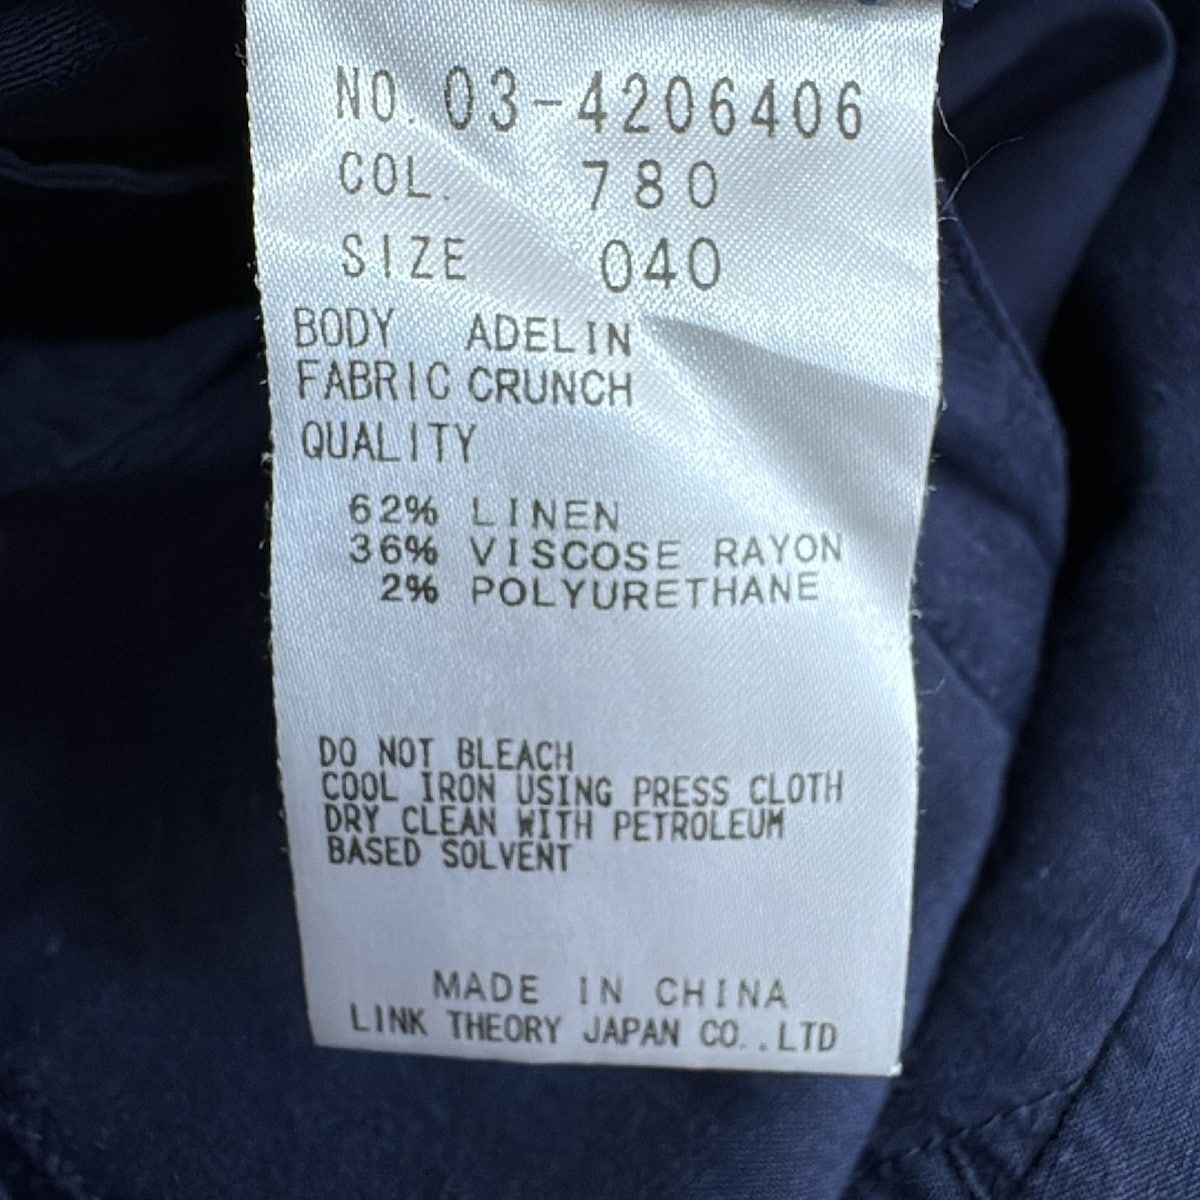 NO. 03-4206406
COL. 780
SIZE 040
BODY ADELIN
FABRIC CRUNCH
QUALITY
62% LINEN
36% VISCOSE RAYON
2% POLYURETHANE
DO NOT BLEACH
COOL IRON USING PRESS CLOTH
DRY CLEAN WITH PETROLEUM
BASED SOLVENT
MADE IN CHINA
LINK THEORY JAPAN CO.,LTD